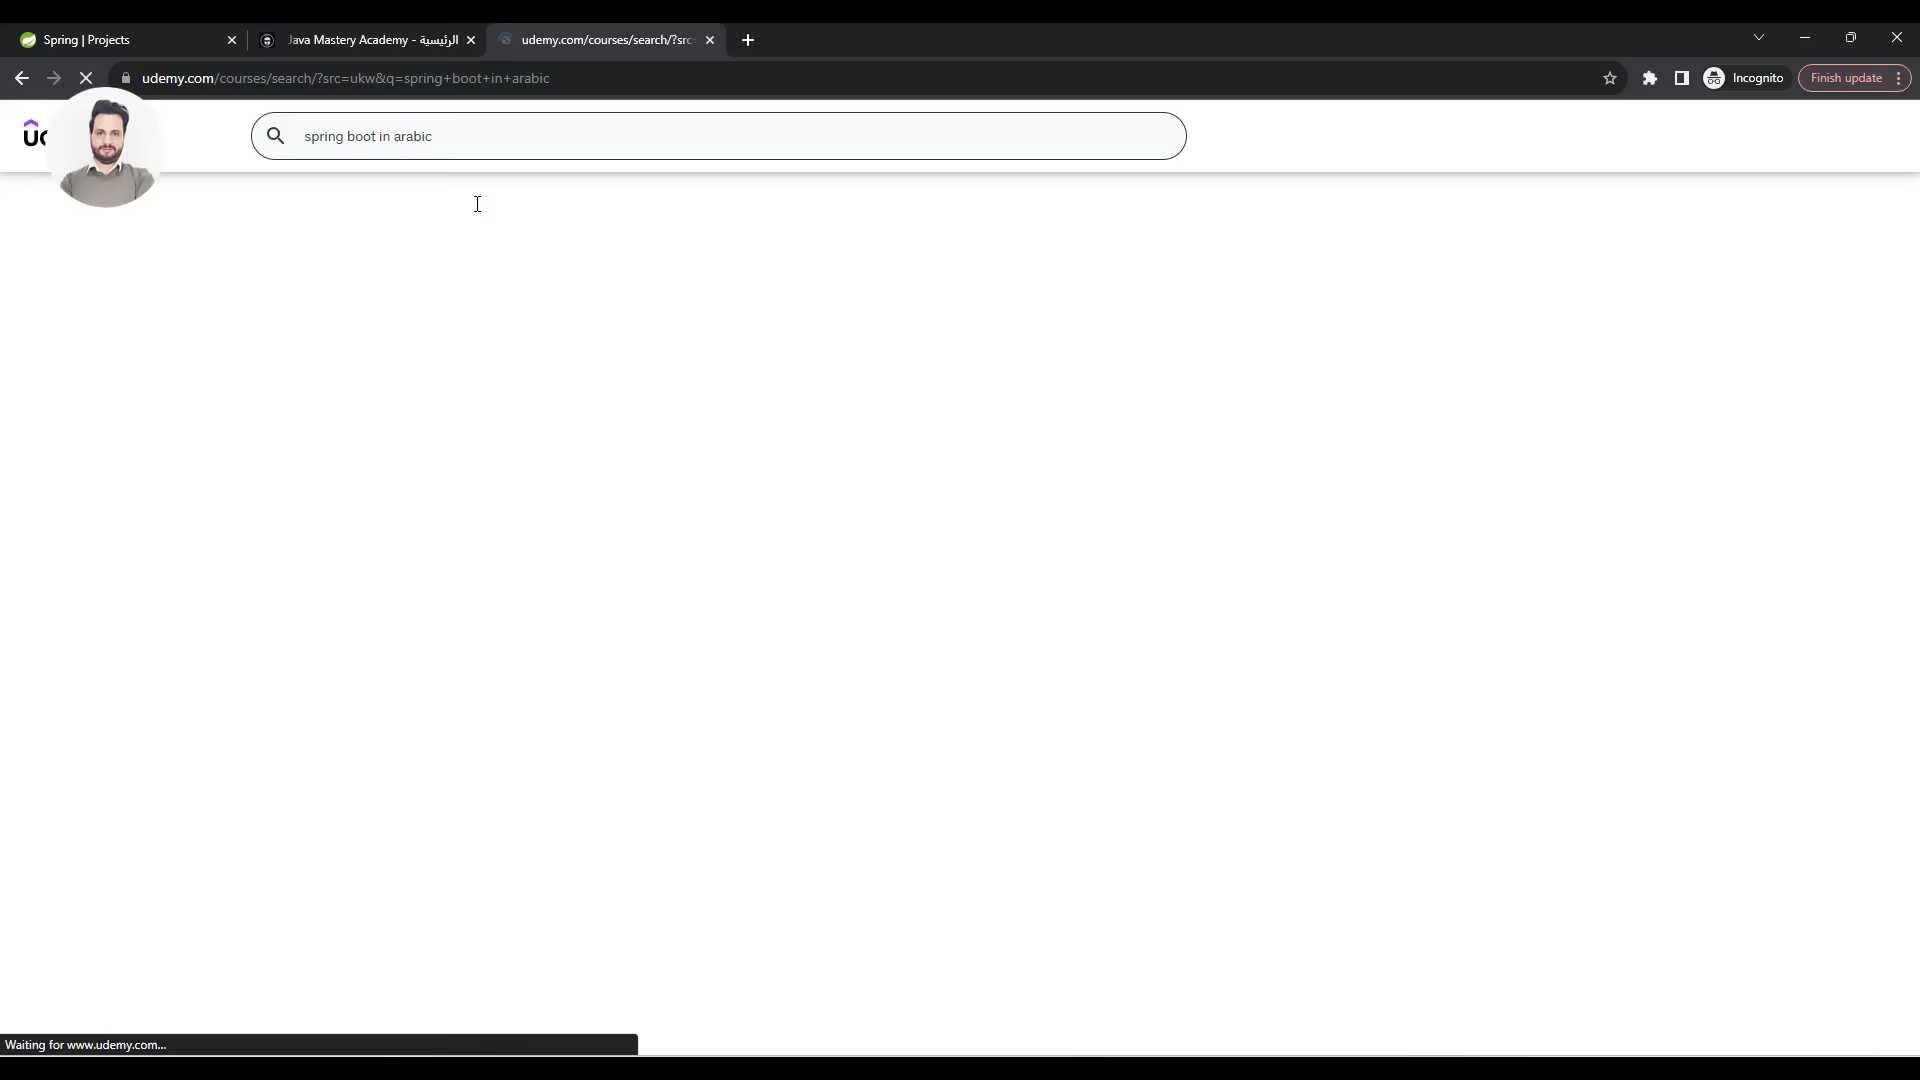 Spring | Projects
Java Mastery Academy - الرئيسية
udemy.com/courses/search/?src
udemy.com/courses/search/?src=ukw&q=spring+boot+in+arabic
Incognito
Finish update
spring boot in arabic
Waiting for www.udemy.com...